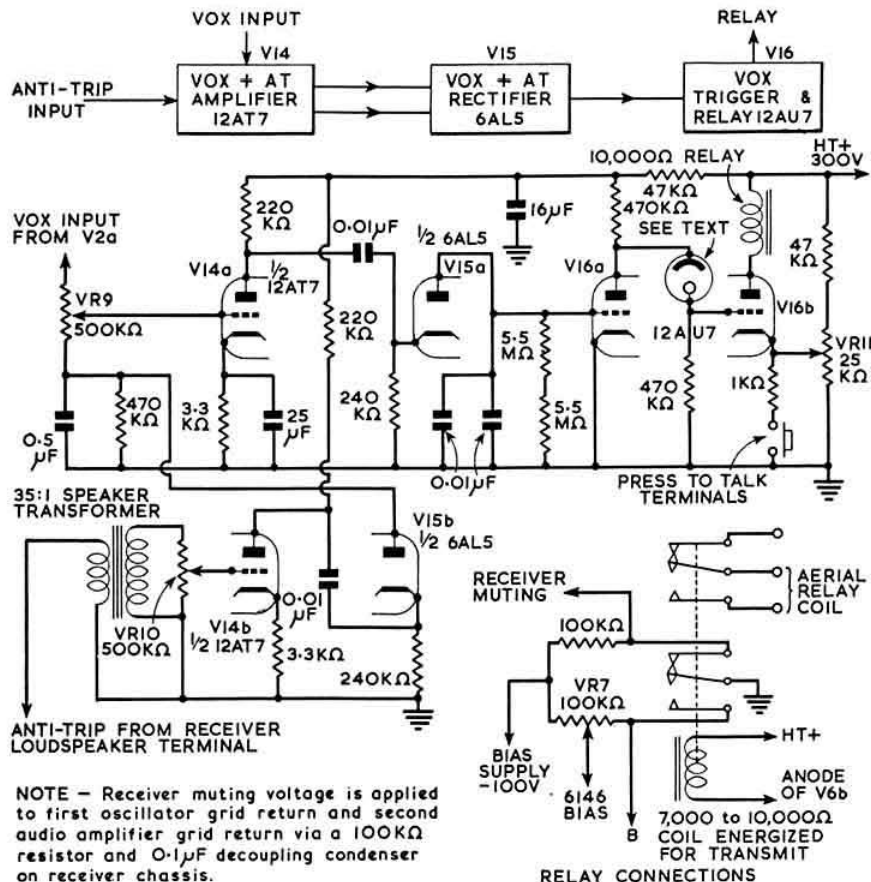 VOX INPUT
RELAY
V14
V15
V16
ANTI-TRIP
INPUT
VOX + AT
AMPLIFIER
12AT7
VOX + AT
RECTIFIER
6AL5
VOX
TRIGGER &
RELAY 12AU7
HT+
300V
10,000Ω RELAY
47KΩ
VOX INPUT
FROM V2a
220
KΩ
0.01µF
16µF
½ 6AL5
470KΩ
SEE TEXT
47
KΩ
V14a
½
12AT7
V15a
V16a
V16b
VR9
500KΩ
220
KΩ
12AU7
VR11
25
KΩ
5.5
MΩ
470
KΩ
3.3
KΩ
25
µF
240
KΩ
5.5
MΩ
470
KΩ
1KΩ
0.5
µF
0.01µF
PRESS TO TALK
TERMINALS
35:1 SPEAKER
TRANSFORMER
V15b
½ 6AL5
VR10
500KΩ
V14b
½ 12AT7
0.01
µF
3.3KΩ
240KΩ
RECEIVER
MUTING
AERIAL
RELAY
COIL
100KΩ
VR7
100KΩ
ANTI-TRIP FROM RECEIVER
LOUDSPEAKER TERMINAL
BIAS
SUPPLY
-100V
6146
BIAS
B
HT+
ANODE
OF V6b
7,000 to 10,000Ω
COIL ENERGIZED
FOR TRANSMIT
RELAY CONNECTIONS
NOTE – Receiver muting voltage is applied
to first oscillator grid return and second
audio amplifier grid return via a 100KΩ
resistor and 0.1µF decoupling condenser
on receiver chassis.